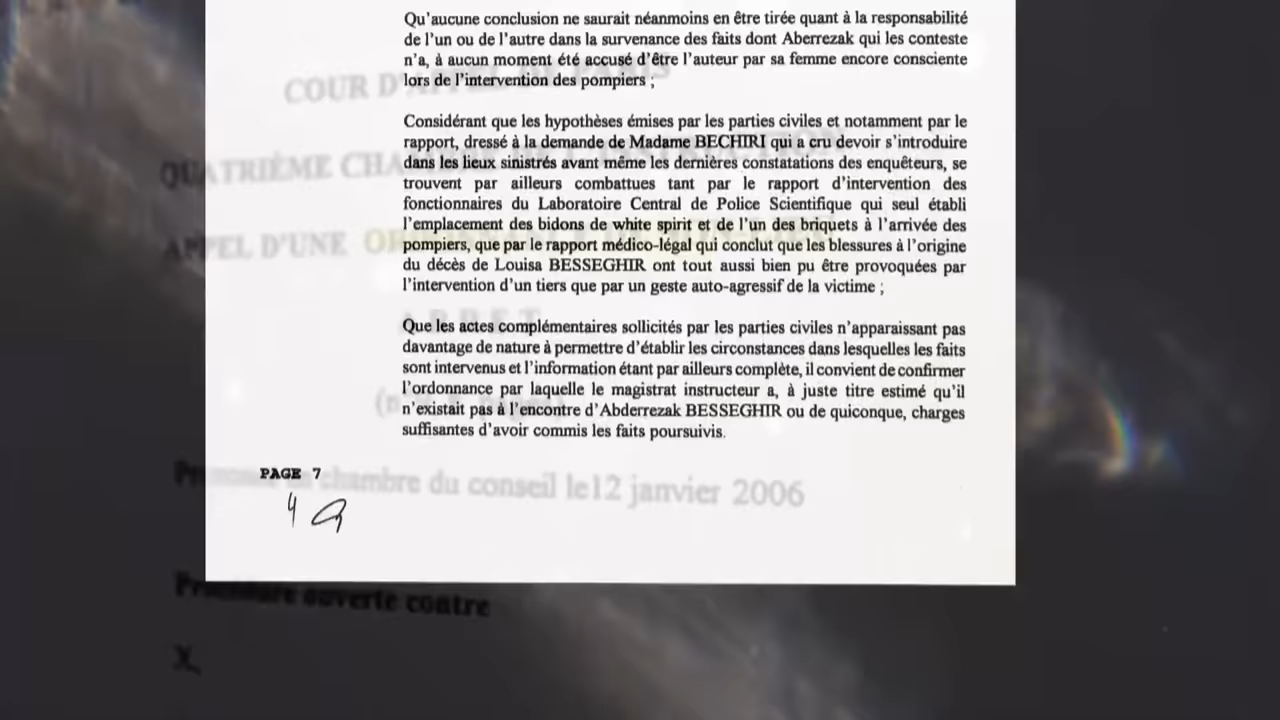 Qu'aucune conclusion ne saurait néanmoins en être tirée quant à la responsabilité
de l'un ou de l'autre dans la survenance des faits dont Aberrezak qui les conteste
n'a, à aucun moment été accusé d'être l'auteur par sa femme encore consciente
lors de l'intervention des pompiers ;
COUR D'APPEL DE PARIS
Considérant que les hypothèses émises par les parties civiles et notamment par le
rapport, dressé à la demande de Madame BECHIRI qui a cru devoir s'introduire
dans les lieux sinistrés avant même les dernières constatations des enquêteurs, se
trouvent par ailleurs combattues tant par le rapport d'intervention des
fonctionnaires du Laboratoire Central de Police Scientifique qui seul établi
l'emplacement des bidons de white spirit et de l'un des briquets à l'arrivée des
pompiers, que par le rapport médico-légal qui conclut que les blessures à l'origine
du décès de Louisa BESSEGHIR ont tout aussi bien pu être provoquées par
l'intervention d'un tiers que par un geste auto-agressif de la victime ;
QUATRIÈME CHAMBRE DE L'INSTRUCTION
APPEL D'UNE
Que les actes complémentaires sollicités par les parties civiles n'apparaissant pas
davantage de nature à permettre d'établir les circonstances dans lesquelles les faits
sont intervenus et l'information étant par ailleurs complète, il convient de confirmer
l'ordonnance par laquelle le magistrat instructeur a, à juste titre estimé qu'il
n'existait pas à l'encontre d'Abderrezak BESSEGHIR ou de quiconque, charges
suffisantes d'avoir commis les faits poursuivis.
PAGE 7
chambre du conseil le12 janvier 2006
Procédure ouverte contre
X